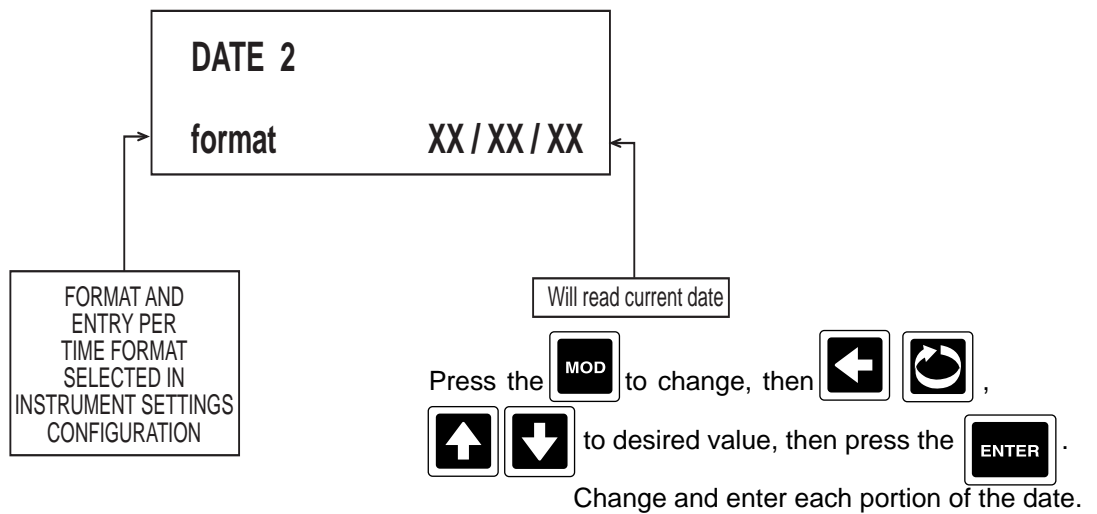 DATE 2
format XX / XX / XX
FORMAT AND
ENTRY PER
TIME FORMAT
SELECTED IN
INSTRUMENT SETTINGS
CONFIGURATION
Will read current date
Press the MOD to change, then ,
to desired value, then press the ENTER .
Change and enter each portion of the date.